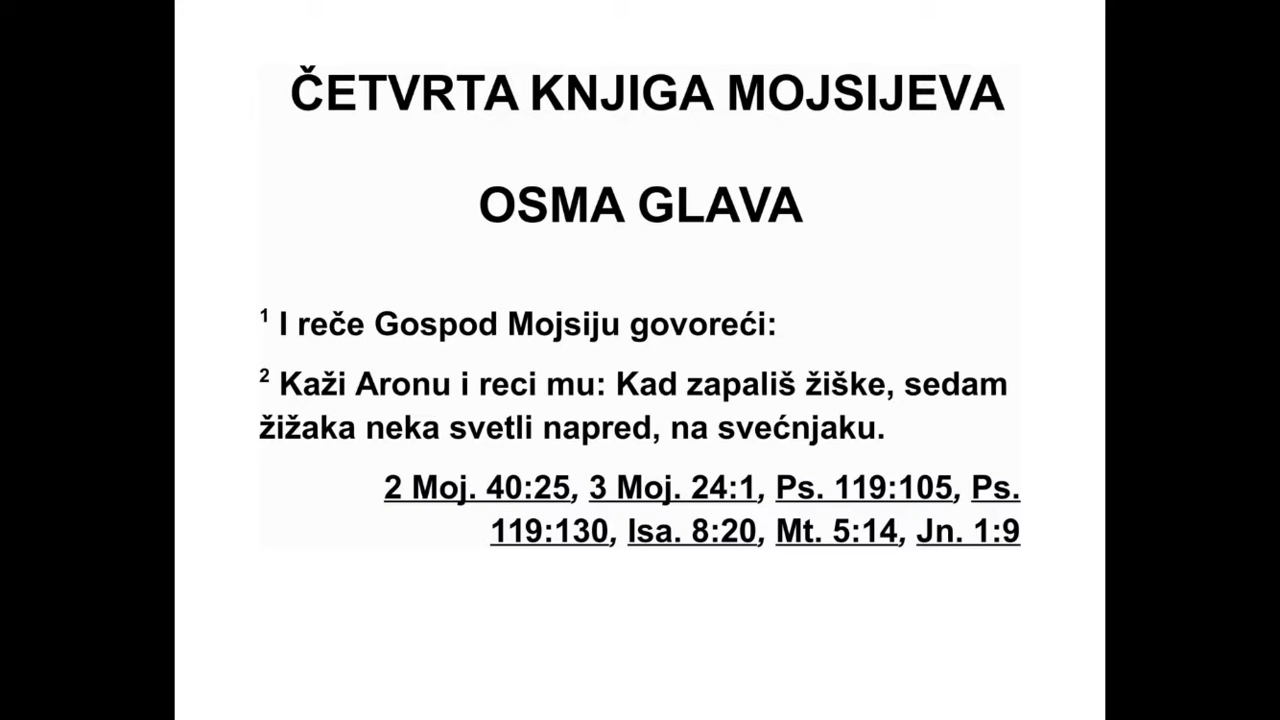 ČETVRTA KNJIGA MOJSIJEVA
OSMA GLAVA
1 I reče Gospod Mojsiju govoreći:
2 Kaži Aronu i reci mu: Kad zapališ žiške, sedam
žižaka neka svetli napred, na svećnjaku.
2 Moj. 40:25, 3 Moj. 24:1, Ps. 119:105, Ps.
119:130, Isa. 8:20, Mt. 5:14, Jn. 1:9